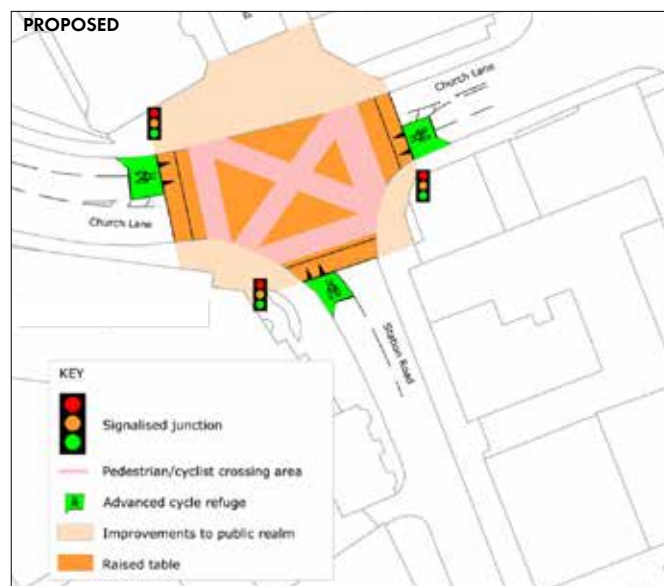 PROPOSED
Church Lane
Church Lane
Station Road
KEY
Signalised junction
Pedestrian/cyclist crossing area
Advanced cycle refuge
Improvements to public realm
Raised table